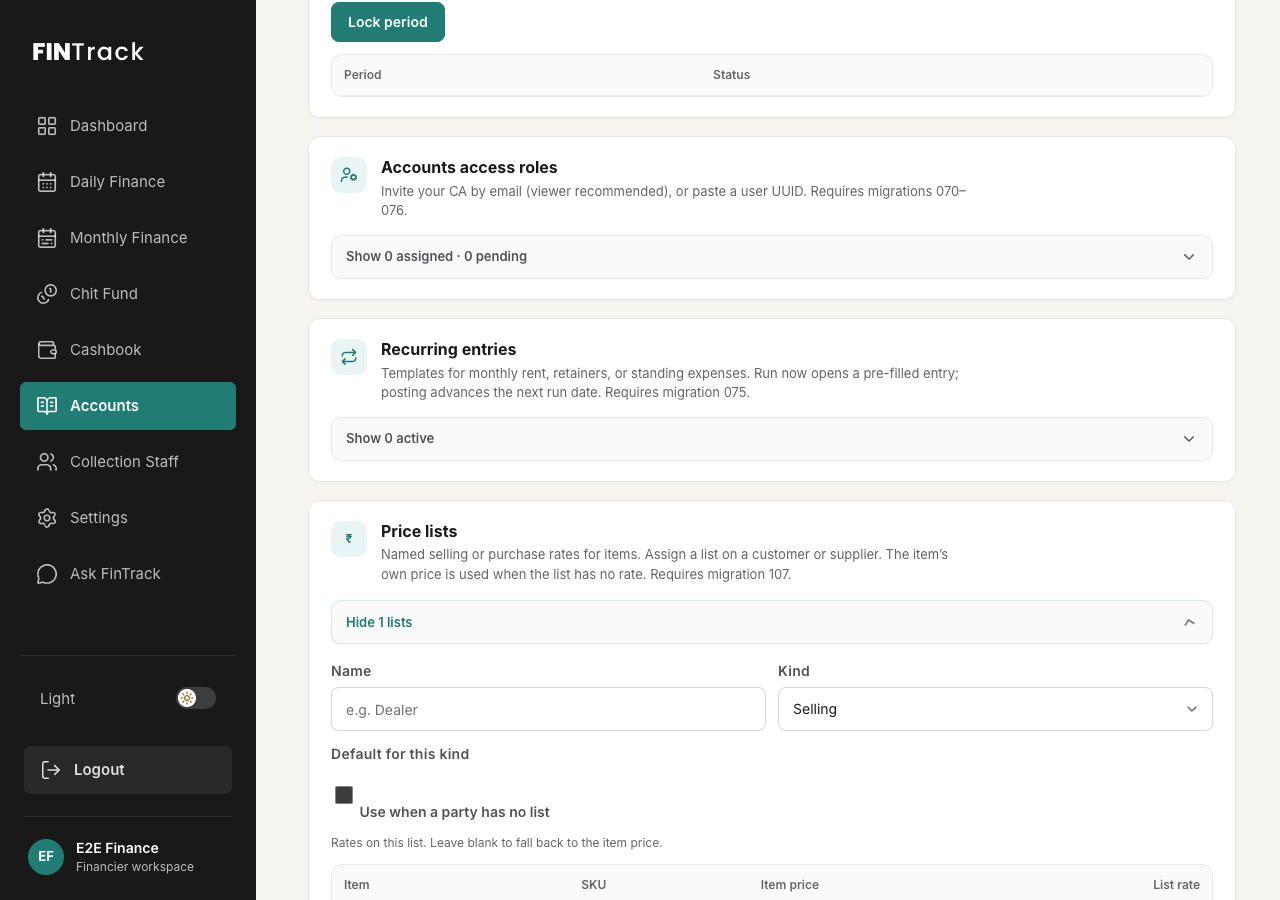 FINTrack
Dashboard
Daily Finance
Monthly Finance
Chit Fund
Cashbook
Accounts
Collection Staff
Settings
Ask FinTrack
Light
Logout
EF
E2E Finance
Financier workspace
Lock period
Period Status
Accounts access roles
Invite your CA by email (viewer recommended), or paste a user UUID. Requires migrations 070–
076.
Show 0 assigned · 0 pending
Recurring entries
Templates for monthly rent, retainers, or standing expenses. Run now opens a pre-filled entry;
posting advances the next run date. Requires migration 075.
Show 0 active
₹
Price lists
Named selling or purchase rates for items. Assign a list on a customer or supplier. The item’s
own price is used when the list has no rate. Requires migration 107.
Hide 1 lists
Name Kind
e.g. Dealer Selling
Default for this kind
Use when a party has no list
Rates on this list. Leave blank to fall back to the item price.
Item SKU Item price List rate